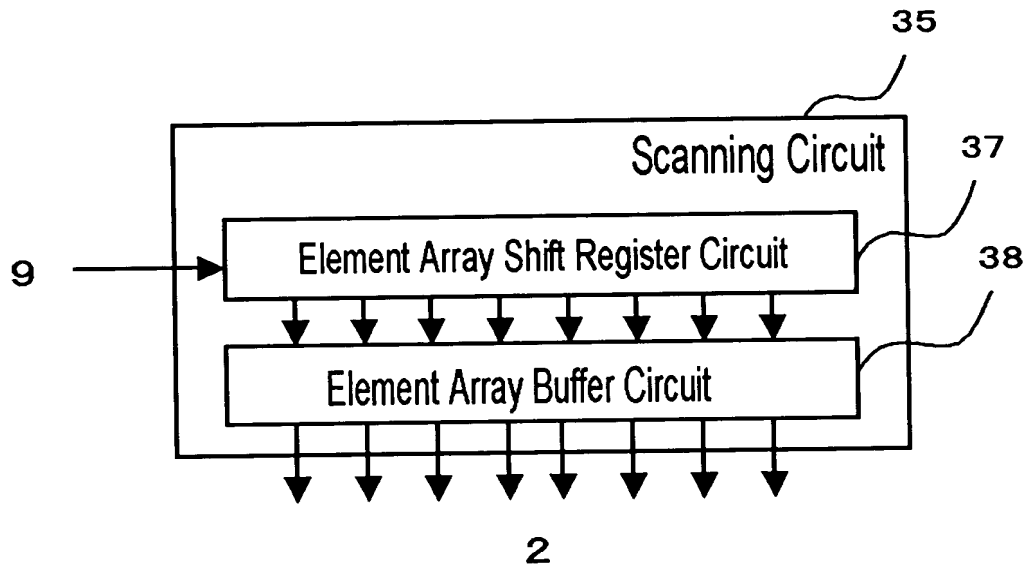 35
Scanning Circuit
37
Element Array Shift Register Circuit
9
38
Element Array Buffer Circuit
2